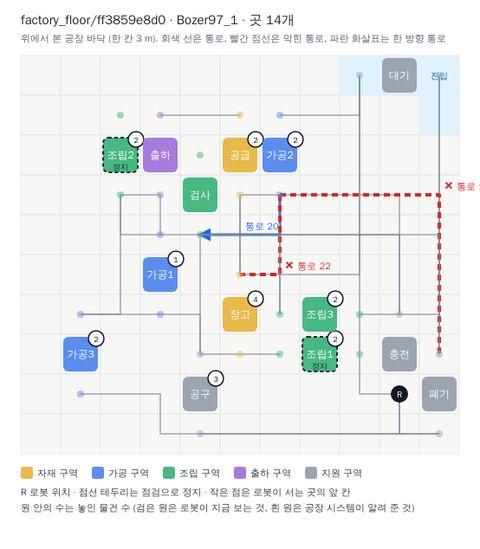 factory_floor/ff3859e8d0 · Bozer97_1 · 곳 14개
위에서 본 공장 바닥 (한 칸 3 m). 회색 선은 통로, 빨간 점선은 막힌 통로, 파란 화살표는 한 방향 통로
대기
전립
2
2
2
조립2
정지
출하
공급
가공2
✕ 통로
검사
통로 20
1
✕ 통로 22
가공1
4
2
창고
조립3
2
2
가공3
조립1
정지
충전
3
공구
R
폐기
자재 구역
가공 구역
조립 구역
출하 구역
지원 구역
R 로봇 위치 · 점선 테두리는 점검으로 정지 · 작은 점은 로봇이 서는 곳의 앞 칸
원 안의 수는 놓인 물건 수 (검은 원은 로봇이 지금 보는 것, 흰 원은 공장 시스템이 알려 준 것)